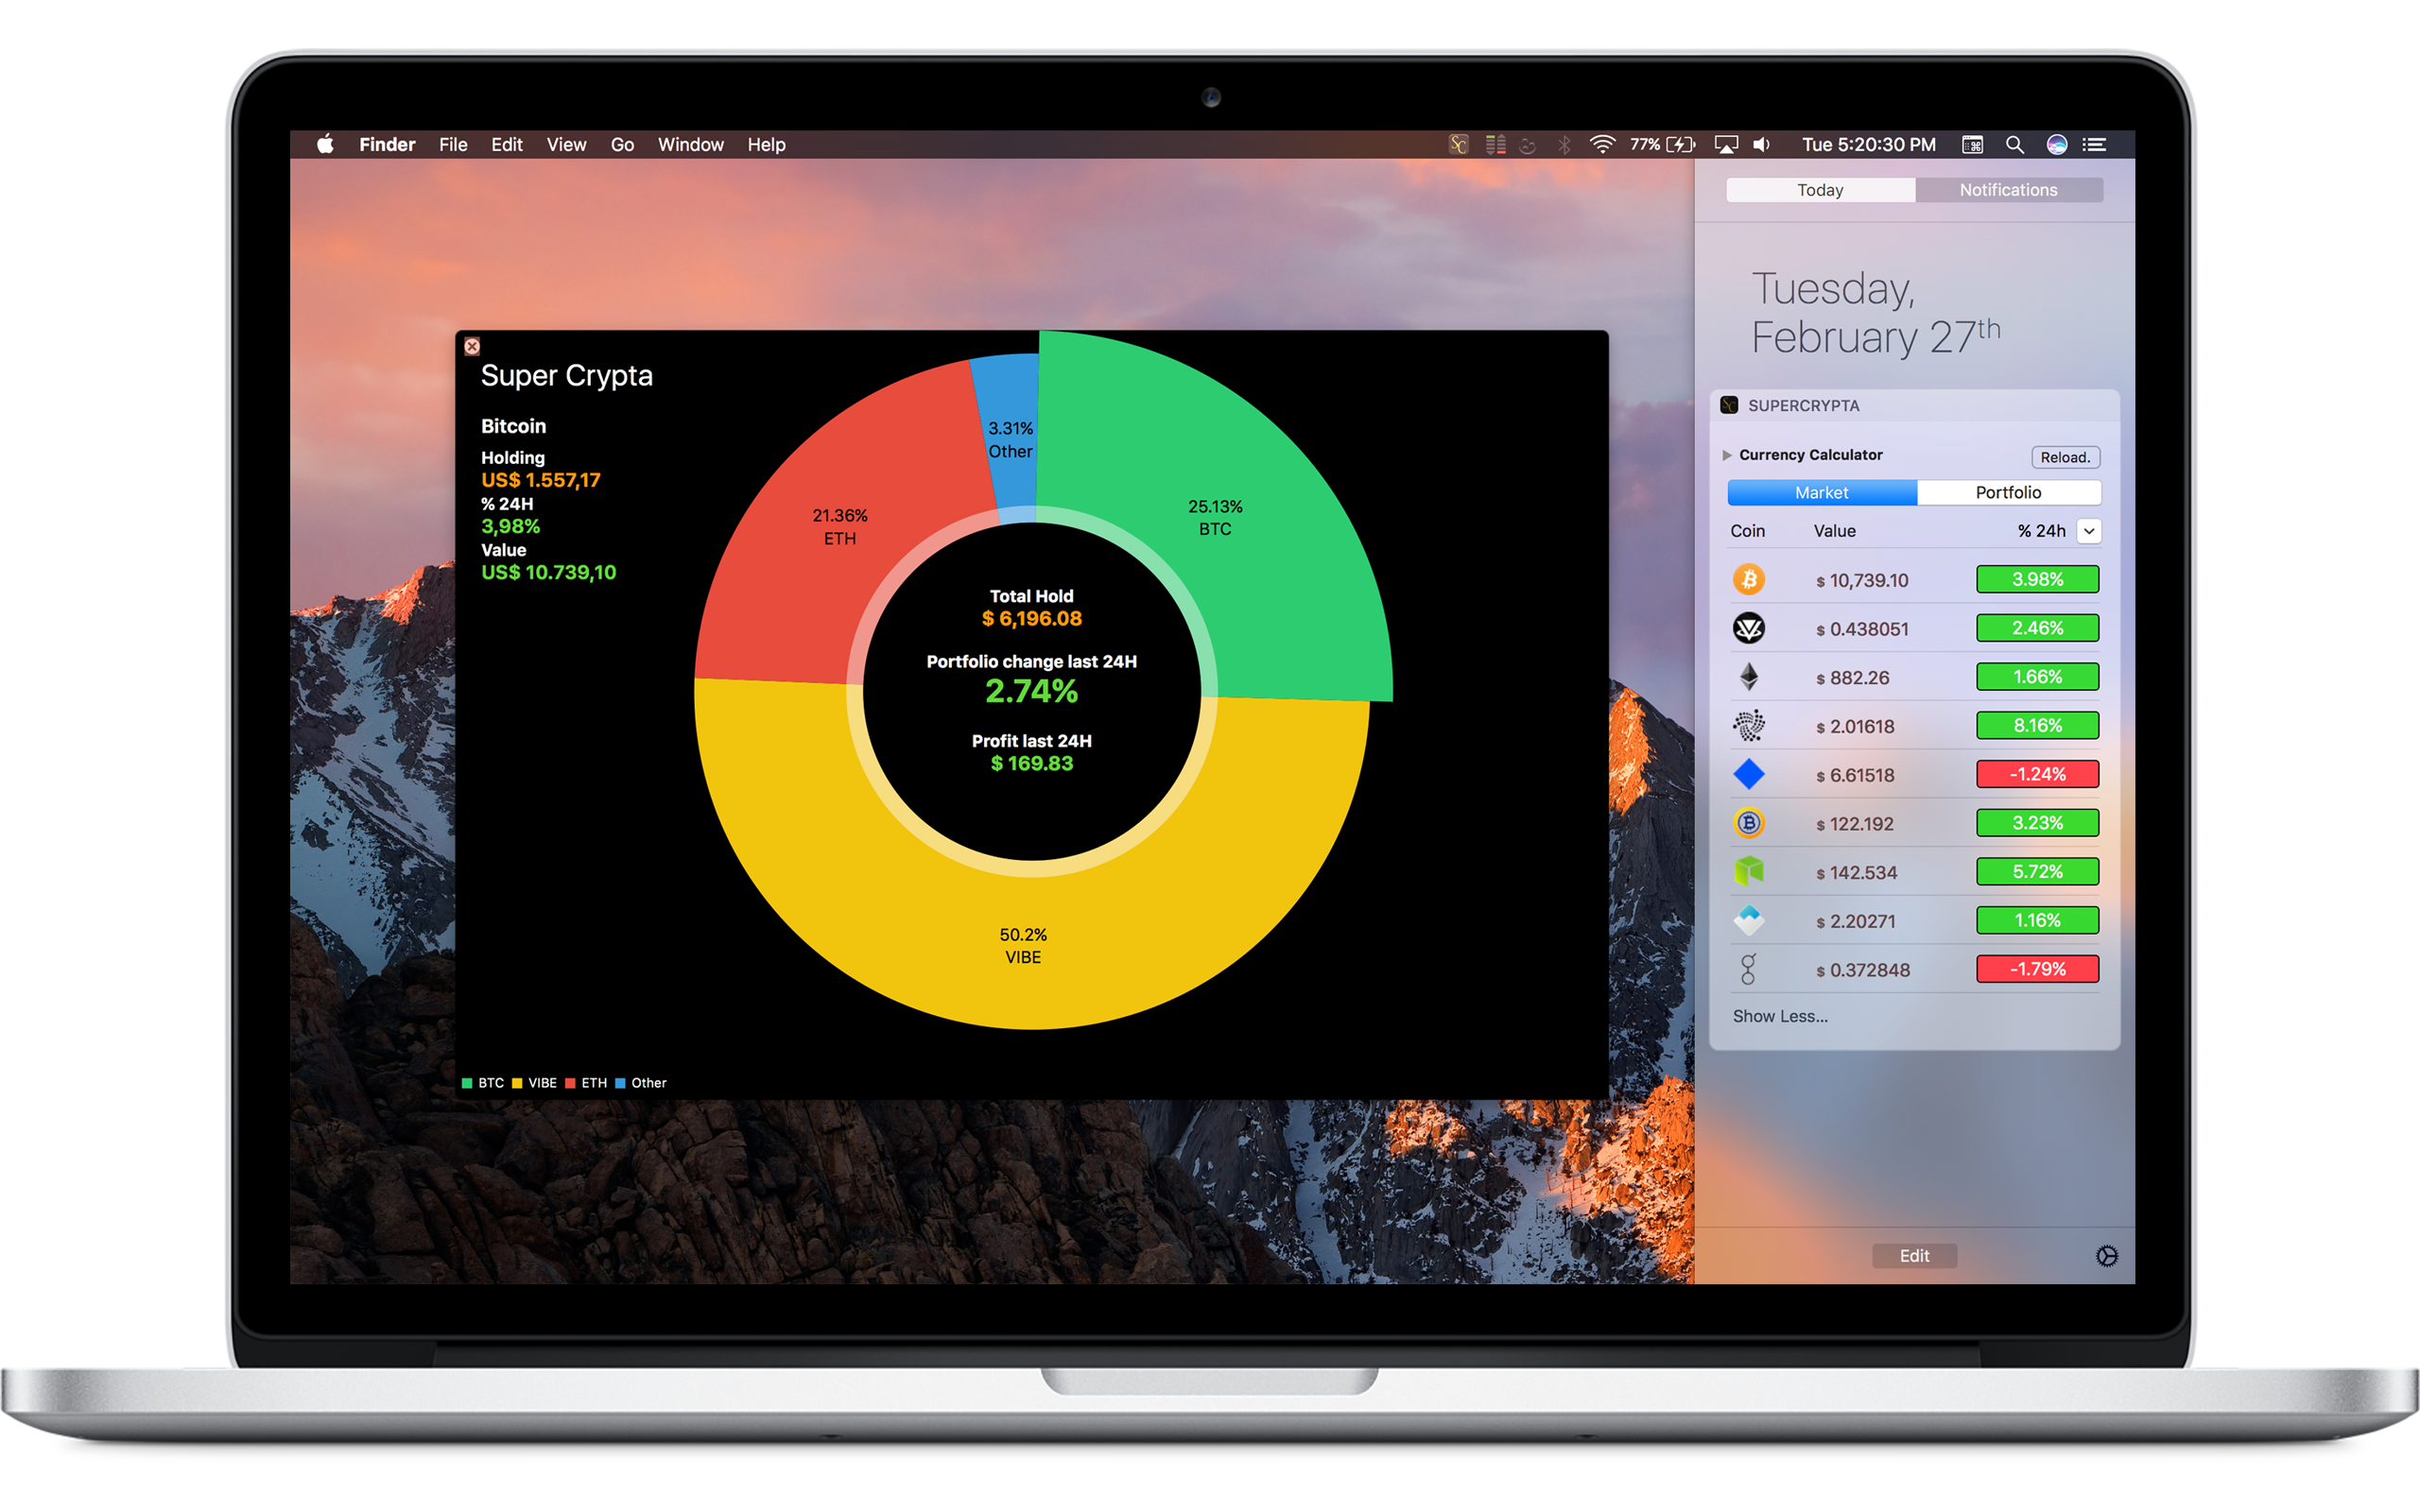 Finder File Edit View Go Window Help
77% Tue 5:20:30 PM
Today Notifications
Tuesday,
February 27th
SUPERCRYPTA
Currency Calculator Reload.
Market Portfolio
Coin Value % 24h
$ 10,739.10 3.98%
$ 0.438051 2.46%
$ 882.26 1.66%
$ 2.01618 8.16%
$ 6.61518 -1.24%
$ 122.192 3.23%
$ 142.534 5.72%
$ 2.20271 1.16%
$ 0.372848 -1.79%
Show Less...
Edit
Super Crypta
Bitcoin
Holding
US$ 1.557,17
% 24H
3,98%
Value
US$ 10.739,10
3.31%
Other
25.13%
BTC
21.36%
ETH
50.2%
VIBE
Total Hold
$ 6,196.08
Portfolio change last 24H
2.74%
Profit last 24H
$ 169.83
BTC VIBE ETH Other